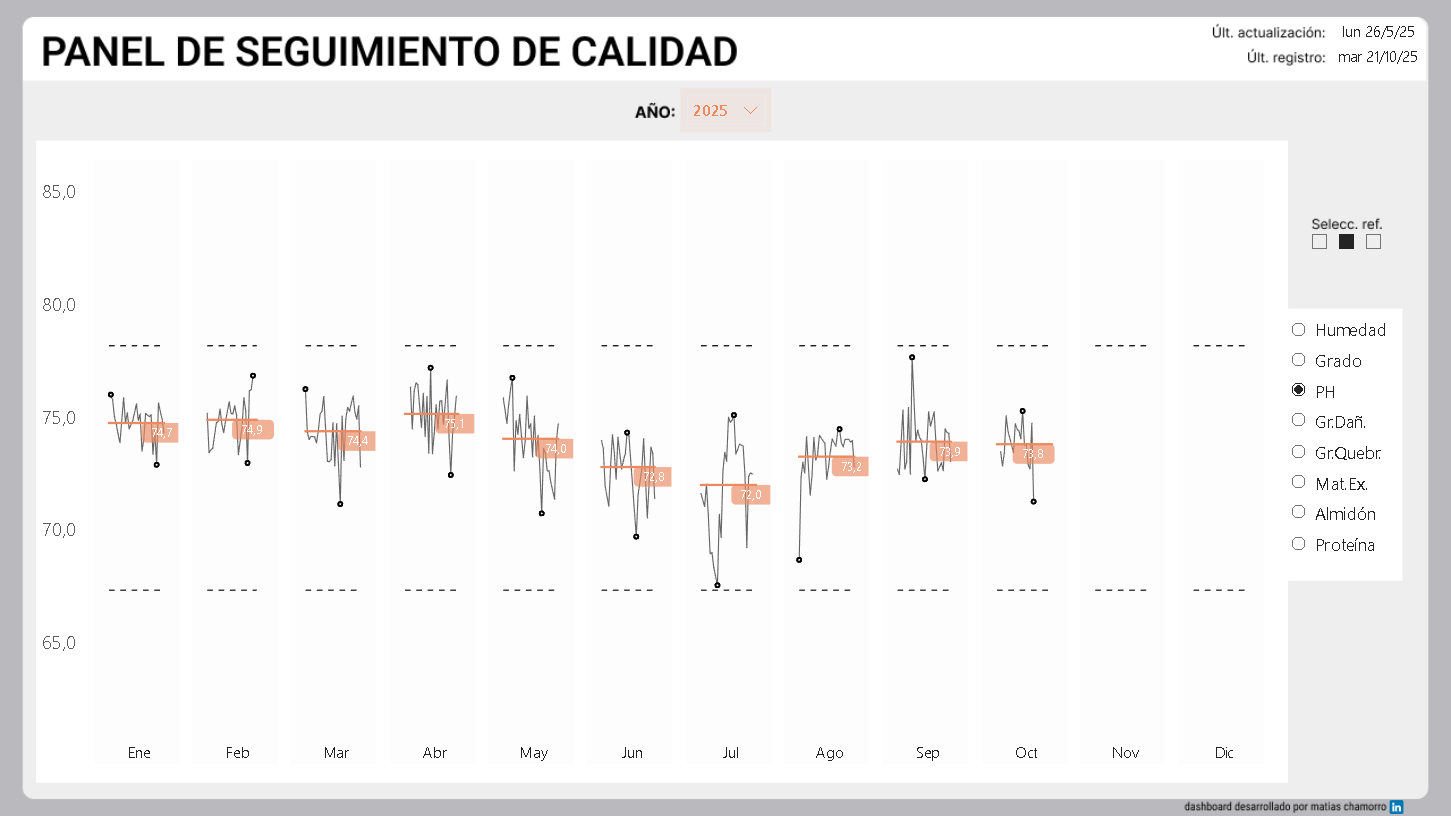 PANEL DE SEGUIMIENTO DE CALIDAD
Últ. actualización: lun 26/5/25
Últ. registro: mar 21/10/25
AÑO: 2025
85,0
80,0
75,0
70,0
65,0
74,7
74,9
74,4
75,1
74,0
72,8
72,0
73,2
73,9
73,8
Ene Feb Mar Abr May Jun Jul Ago Sep Oct Nov Dic
Selecc. ref.
Humedad
Grado
PH
Gr.Dañ.
Gr.Quebr.
Mat.Ex.
Almidón
Proteína
dashboard desarrollado por matias chamorro in